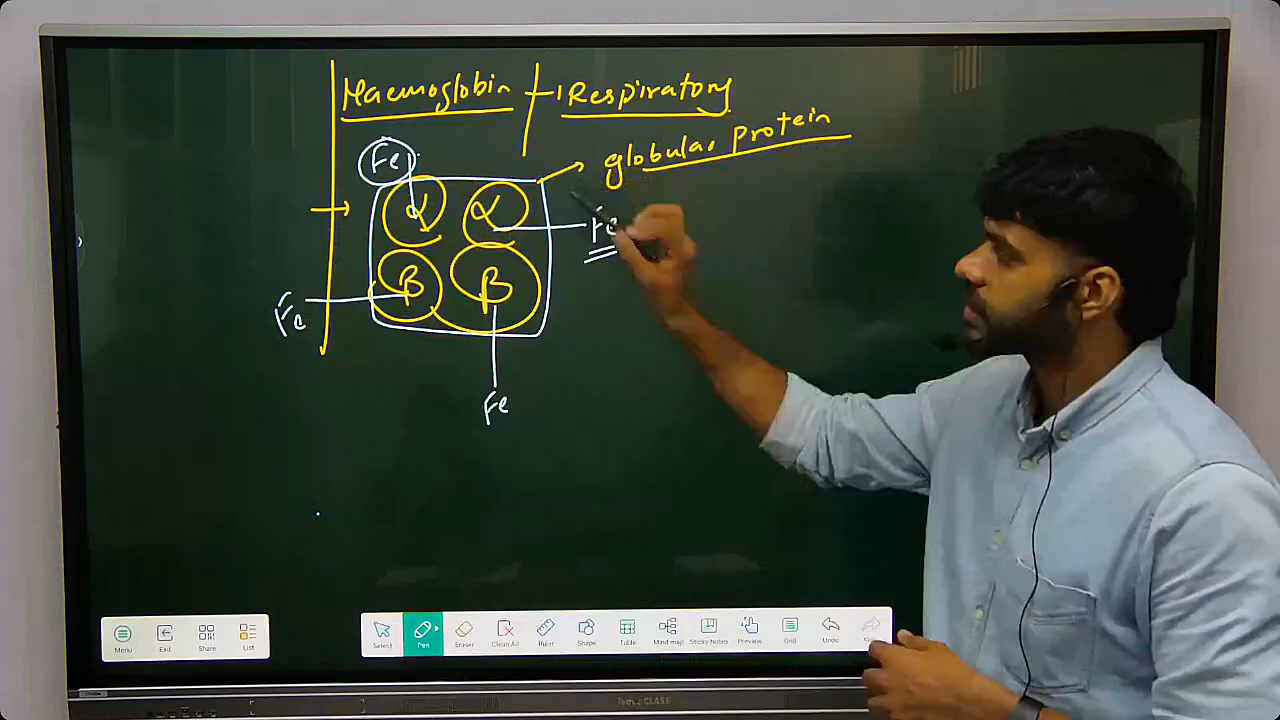 Haemoglobin Respiratory
globular protein
Fe
α α
Fe
B B
Fe
Fe
Menu Exit Share List Select Pen Eraser Clean All Ruler Shape Table Mind map Sticky Notes Preview Grid Undo